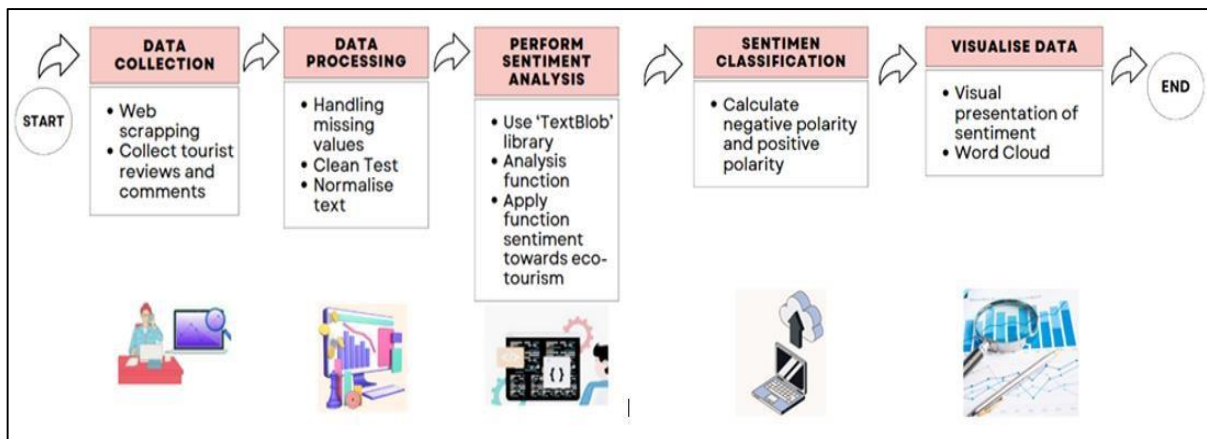 START
DATA
COLLECTION
• Web
scrapping
• Collect tourist
reviews and
comments
DATA
PROCESSING
• Handling
missing
values
• Clean Test
• Normalise
text
PERFORM
SENTIMENT
ANALYSIS
• Use ‘TextBlob’
library
• Analysis
function
• Apply
function
sentiment
towards eco-
tourism
SENTIMEN
CLASSIFICATION
• Calculate
negative polarity
and positive
polarity
VISUALISE DATA
• Visual
presentation of
sentiment
• Word Cloud
END
{}